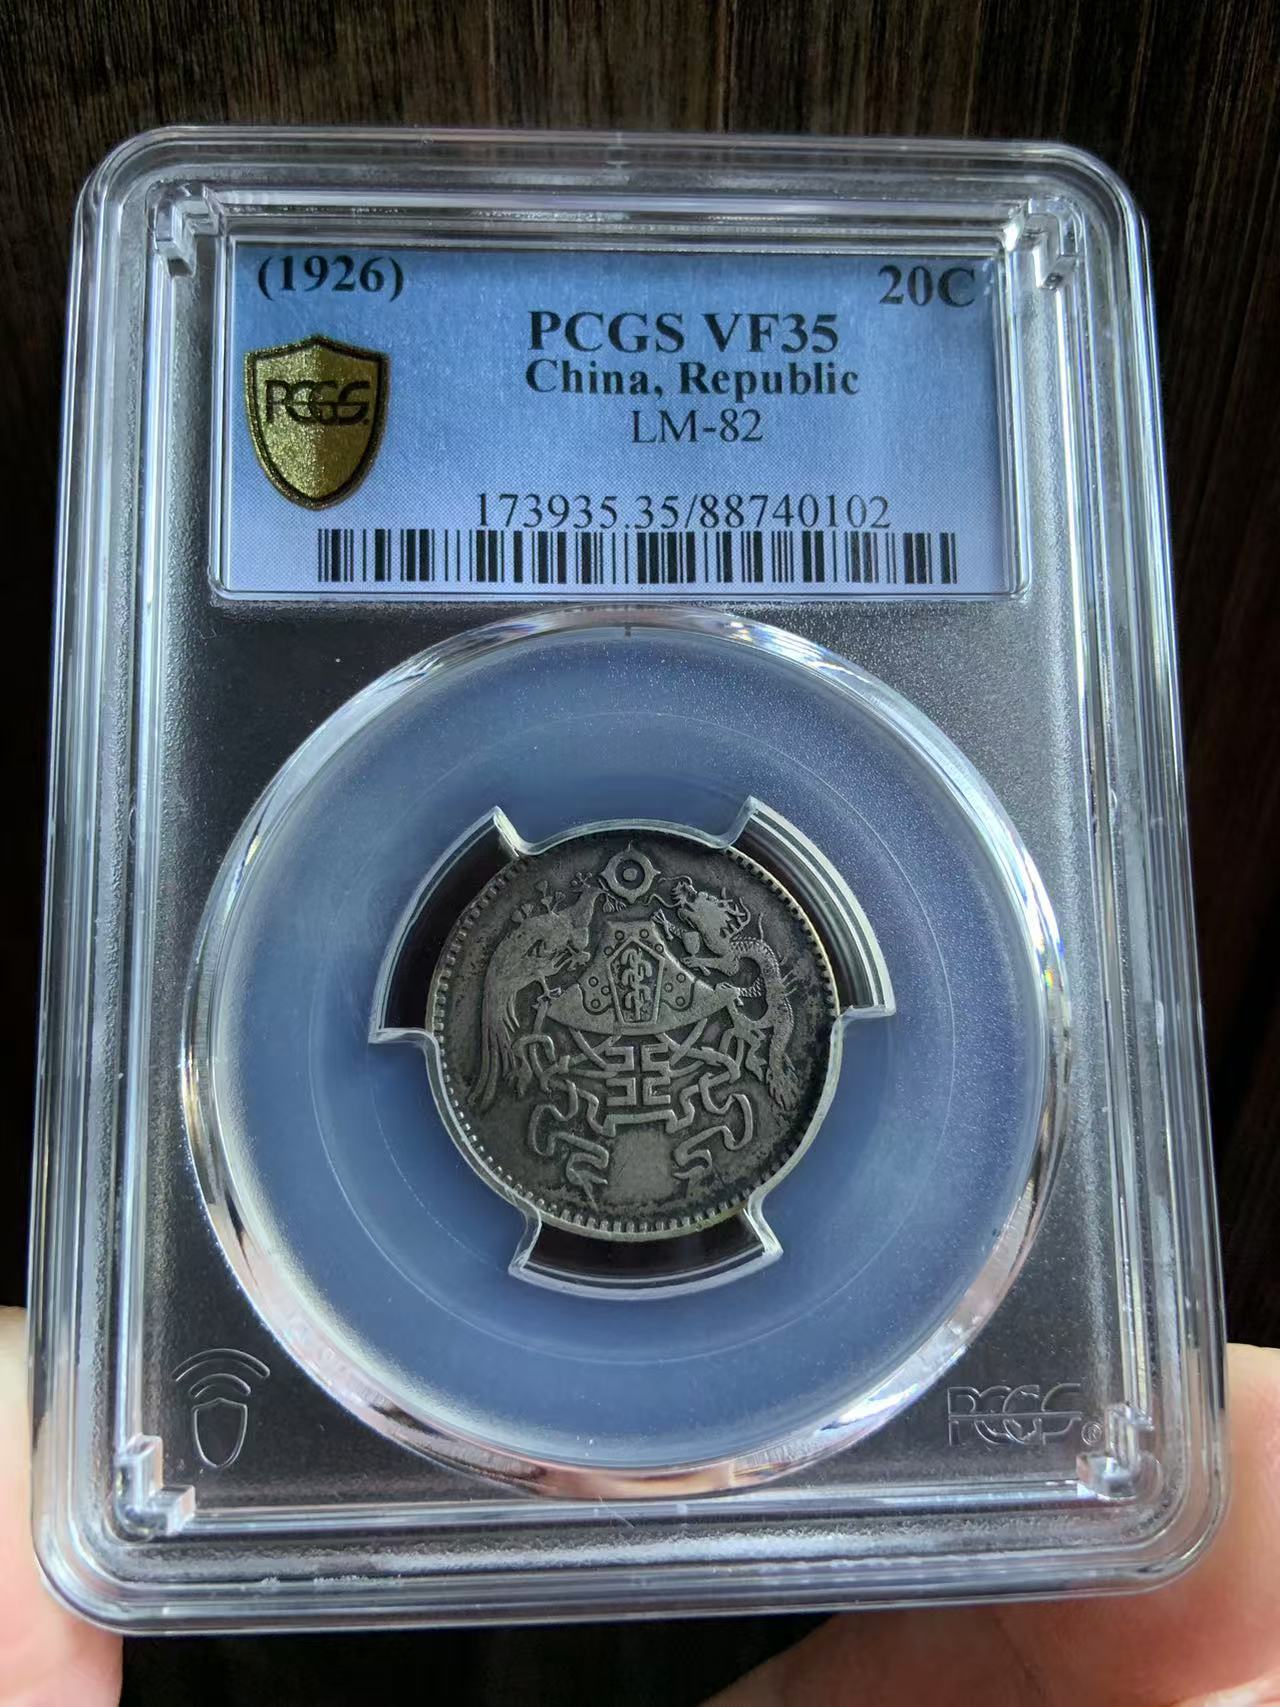 (1926) 20C
PCGS VF35
China, Republic
LM-82
PCGS
173935.35/88740102
PCGS®